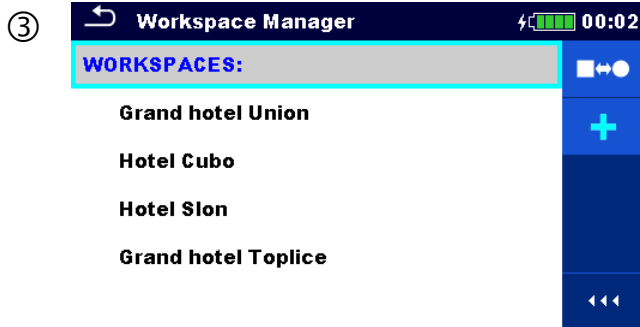 ③ Workspace Manager 00:02
WORKSPACES:
Grand hotel Union
Hotel Cubo
Hotel Slon
Grand hotel Toplice